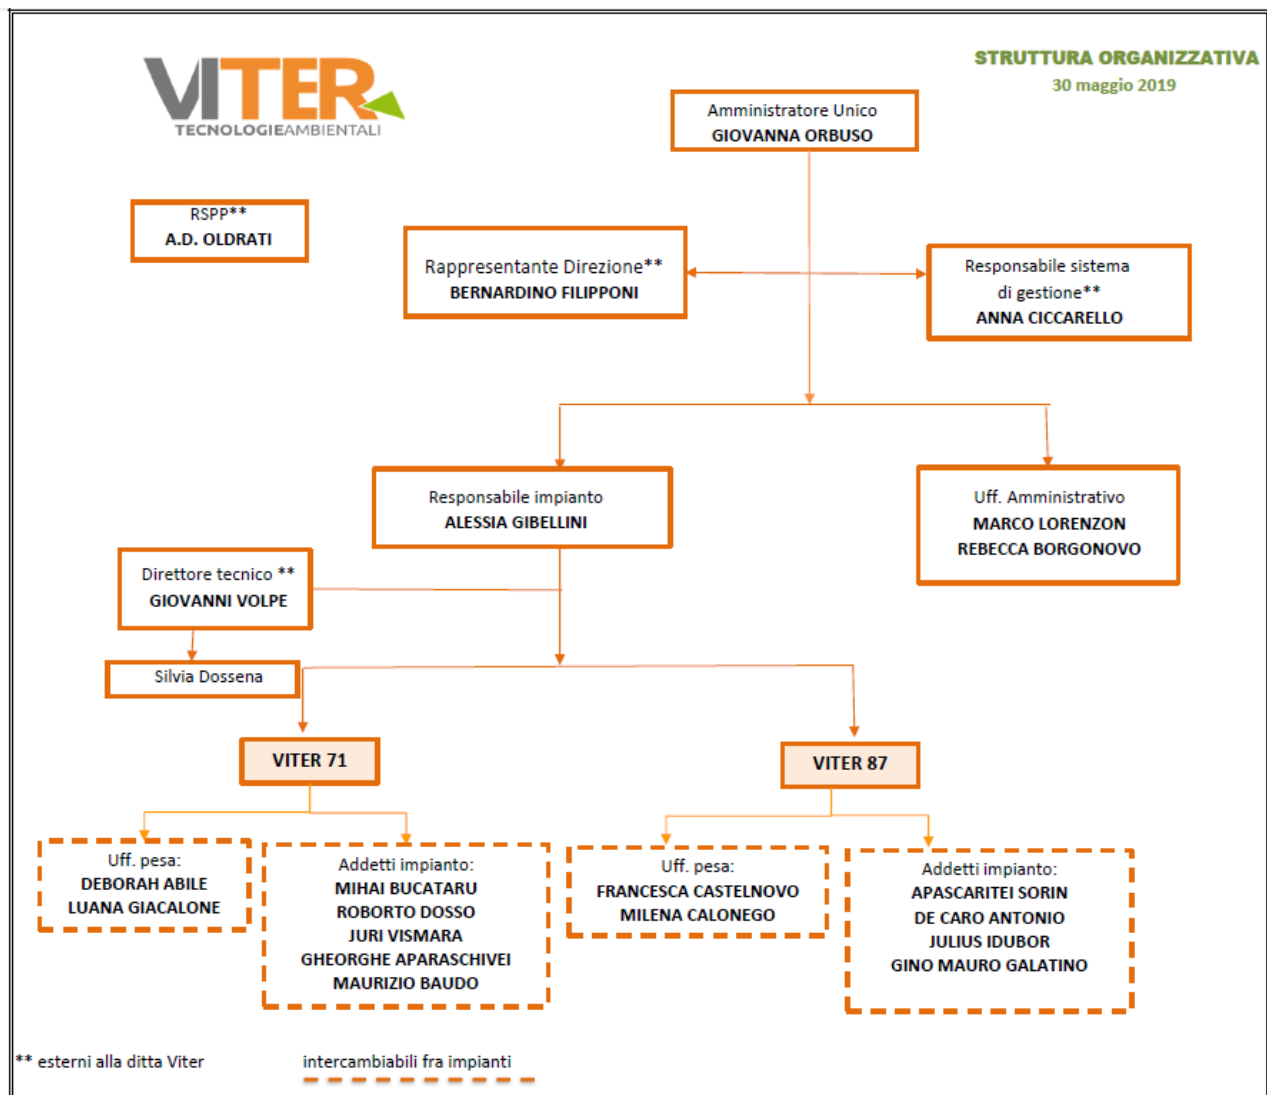 VITER
TECNOLOGIEAMBIENTALI
STRUTTURA ORGANIZZATIVA
30 maggio 2019
Amministratore Unico
GIOVANNA ORBUSO
RSPP**
A.D. OLDRATI
Rappresentante Direzione**
BERNARDINO FILIPPONI
Responsabile sistema
di gestione**
ANNA CICCARELLO
Responsabile impianto
ALESSIA GIBELLINI
Uff. Amministrativo
MARCO LORENZON
REBECCA BORGONOVO
Direttore tecnico **
GIOVANNI VOLPE
Silvia Dossena
VITER 71
VITER 87
Uff. pesa:
DEBORAH ABILE
LUANA GIACALONE
Addetti impianto:
MIHAI BUCATARU
ROBORTO DOSSO
JURI VISMARA
GHEORGHE APARASCHIVEI
MAURIZIO BAUDO
Uff. pesa:
FRANCESCA CASTELNOVO
MILENA CALONEGO
Addetti impianto:
APASCARITEI SORIN
DE CARO ANTONIO
JULIUS IDUBOR
GINO MAURO GALATINO
** esterni alla ditta Viter
intercambiabili fra impianti